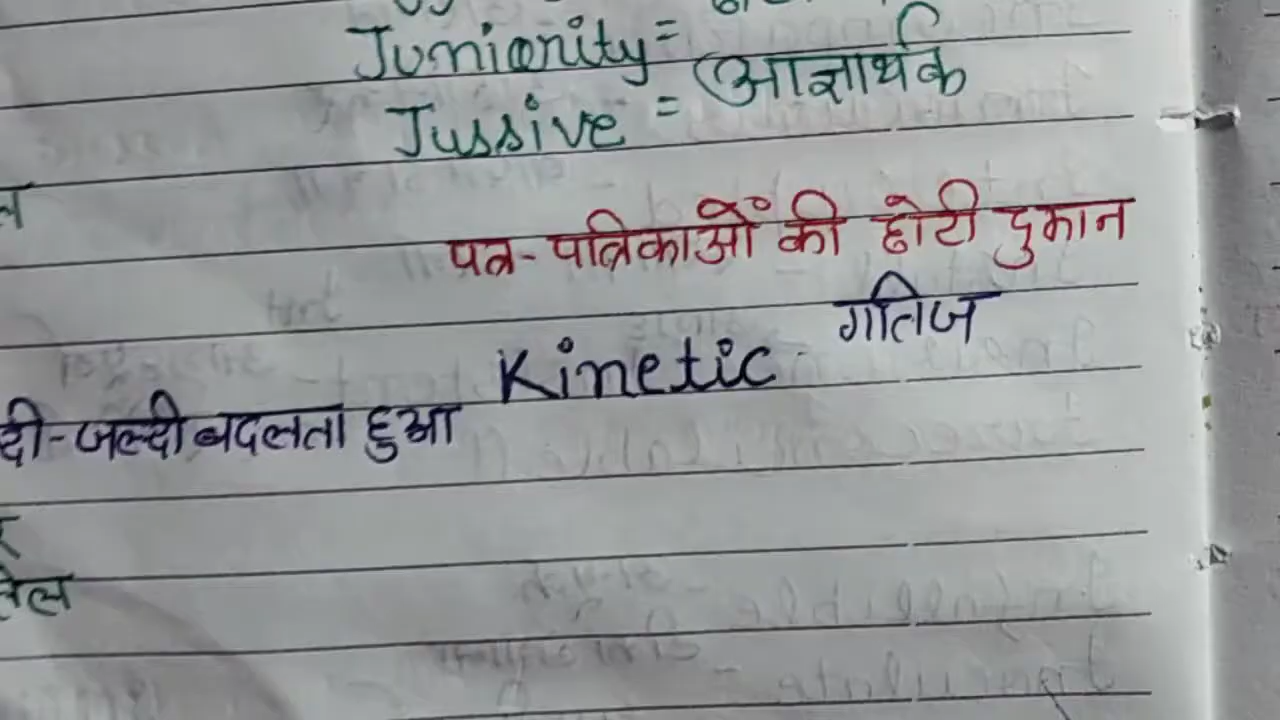 Juniority =
Jussive = आज्ञार्थक
पत्र-पत्रिकाओं की छोटी दुकान
Kinetic गतिज
जल्दी बदलता हुआ